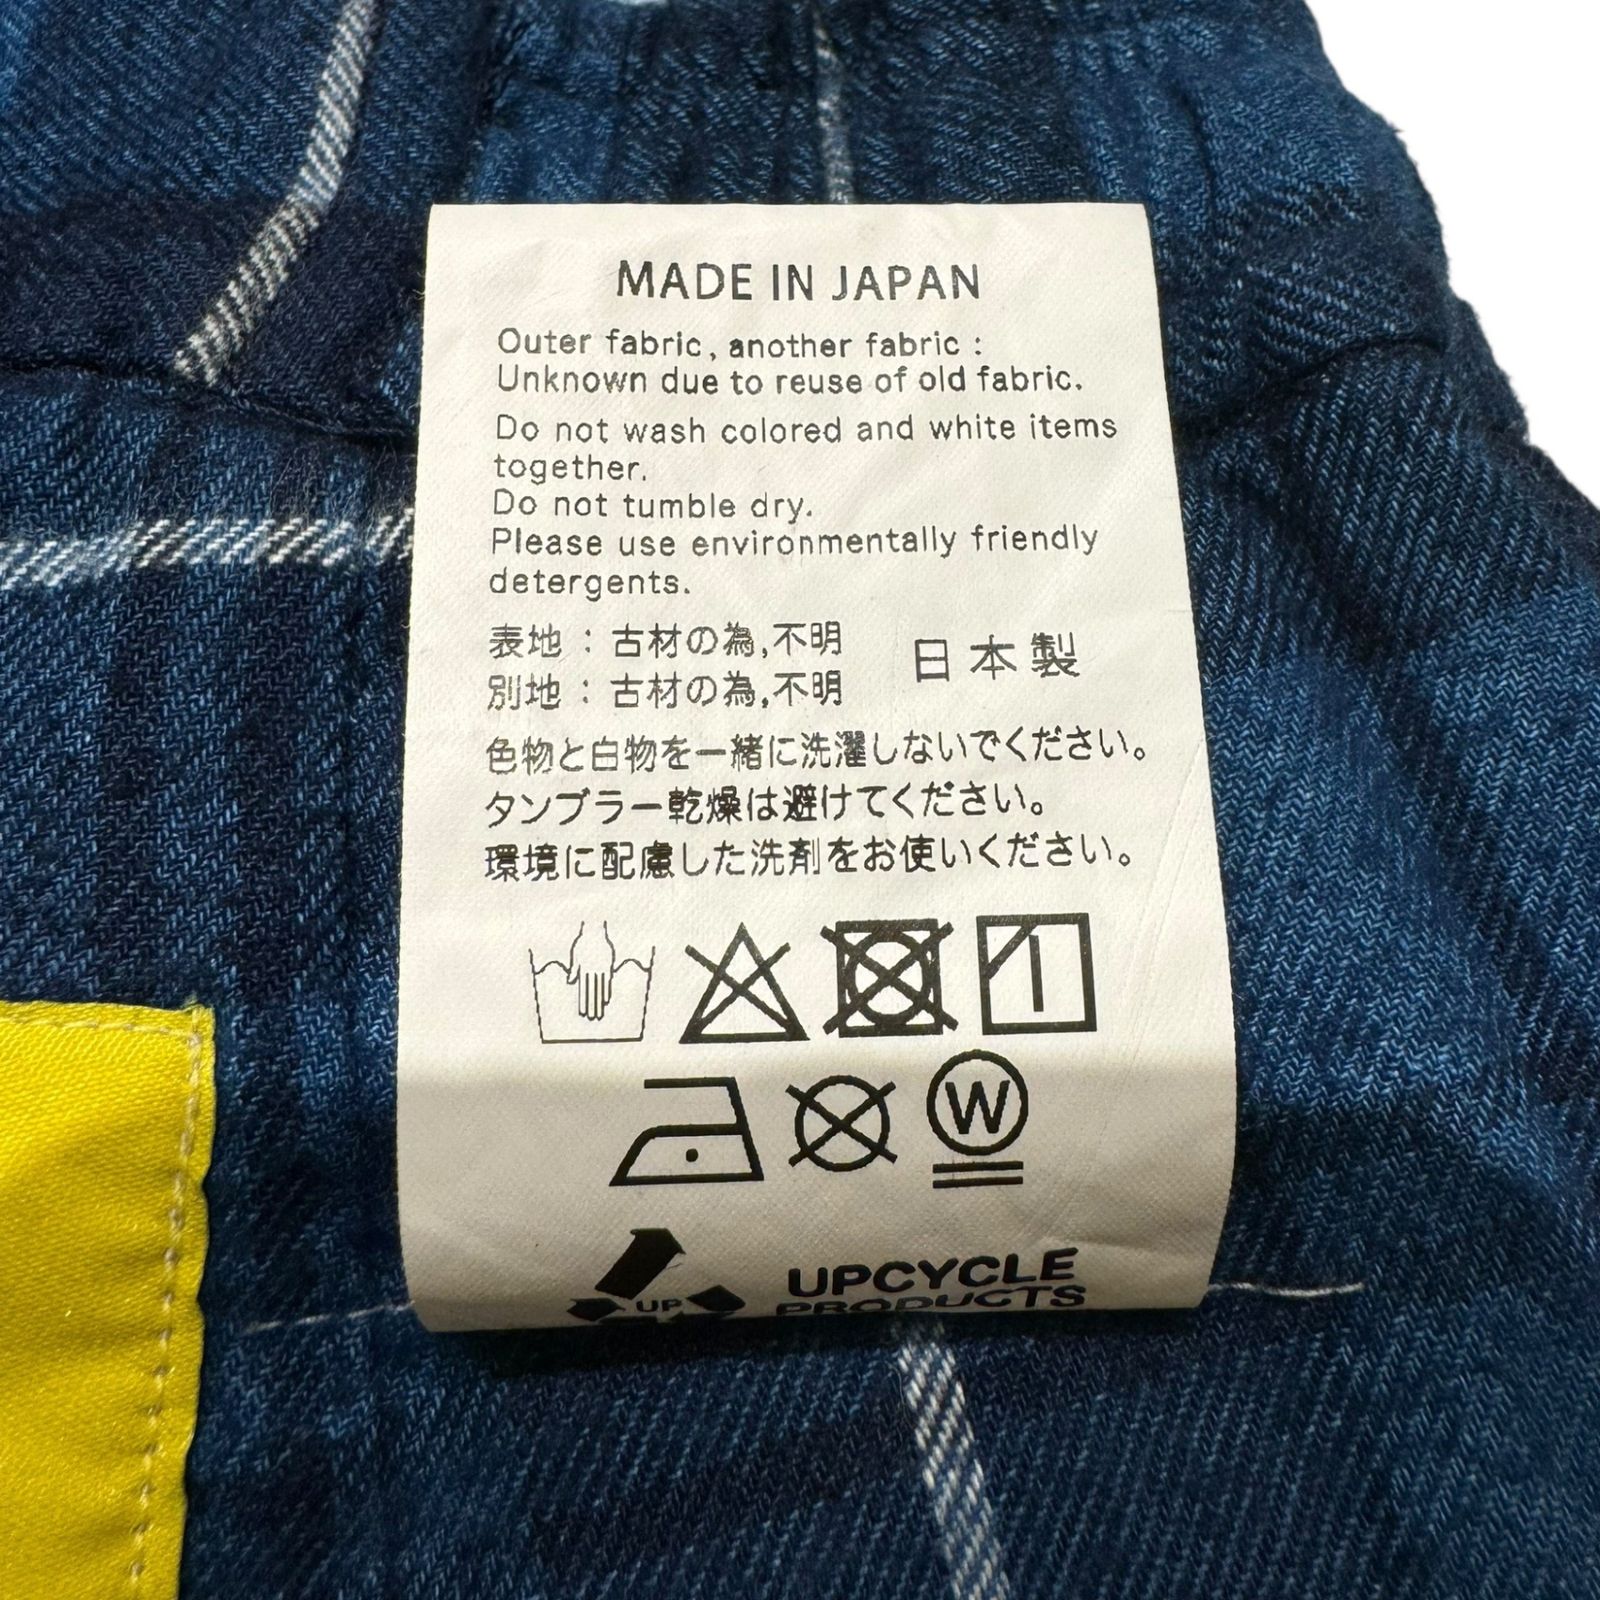 MADE IN JAPAN
Outer fabric, another fabric :
Unknown due to reuse of old fabric.
Do not wash colored and white items
together.
Do not tumble dry.
Please use environmentally friendly
detergents.
表地 : 古材の為,不明
別地 : 古材の為,不明
日本製
色物と白物を一緒に洗濯しないでください。
タンブラー乾燥は避けてください。
環境に配慮した洗剤をお使いください。
W
UP
UPCYCLE
PRODUCTS